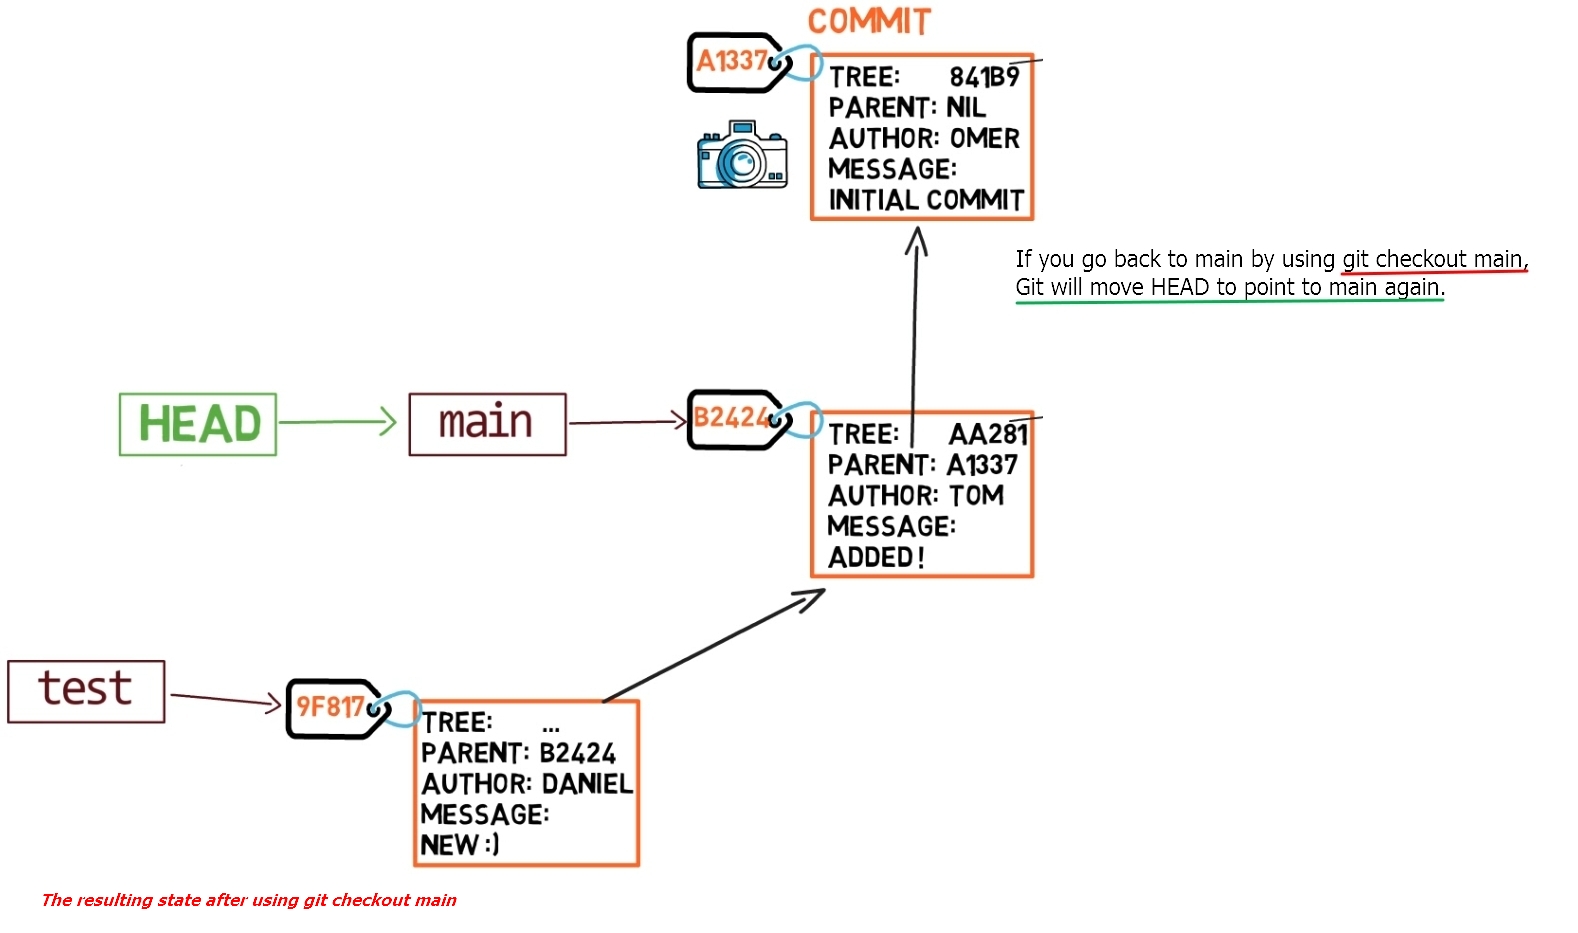 COMMIT
A1337
TREE: 841B9
PARENT: NIL
AUTHOR: OMER
MESSAGE:
INITIAL COMMIT
If you go back to main by using git checkout main,
Git will move HEAD to point to main again.
HEAD
main
B2424
TREE: AA281
PARENT: A1337
AUTHOR: TOM
MESSAGE:
ADDED!
test
9F817
TREE: ...
PARENT: B2424
AUTHOR: DANIEL
MESSAGE:
NEW :)
The resulting state after using git checkout main